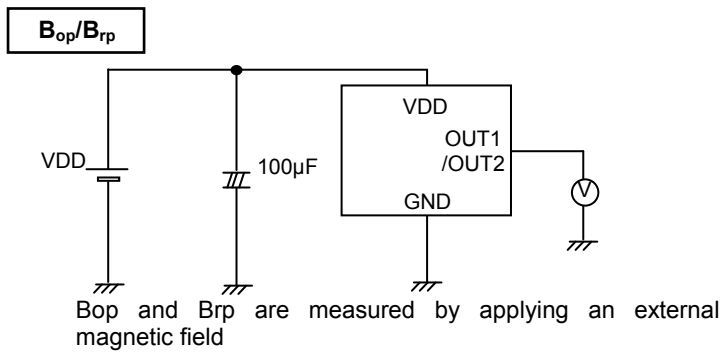 Bop/Brp
VDD
100µF
VDD
OUT1
/OUT2
GND
V
Bop and Brp are measured by applying an external
magnetic field